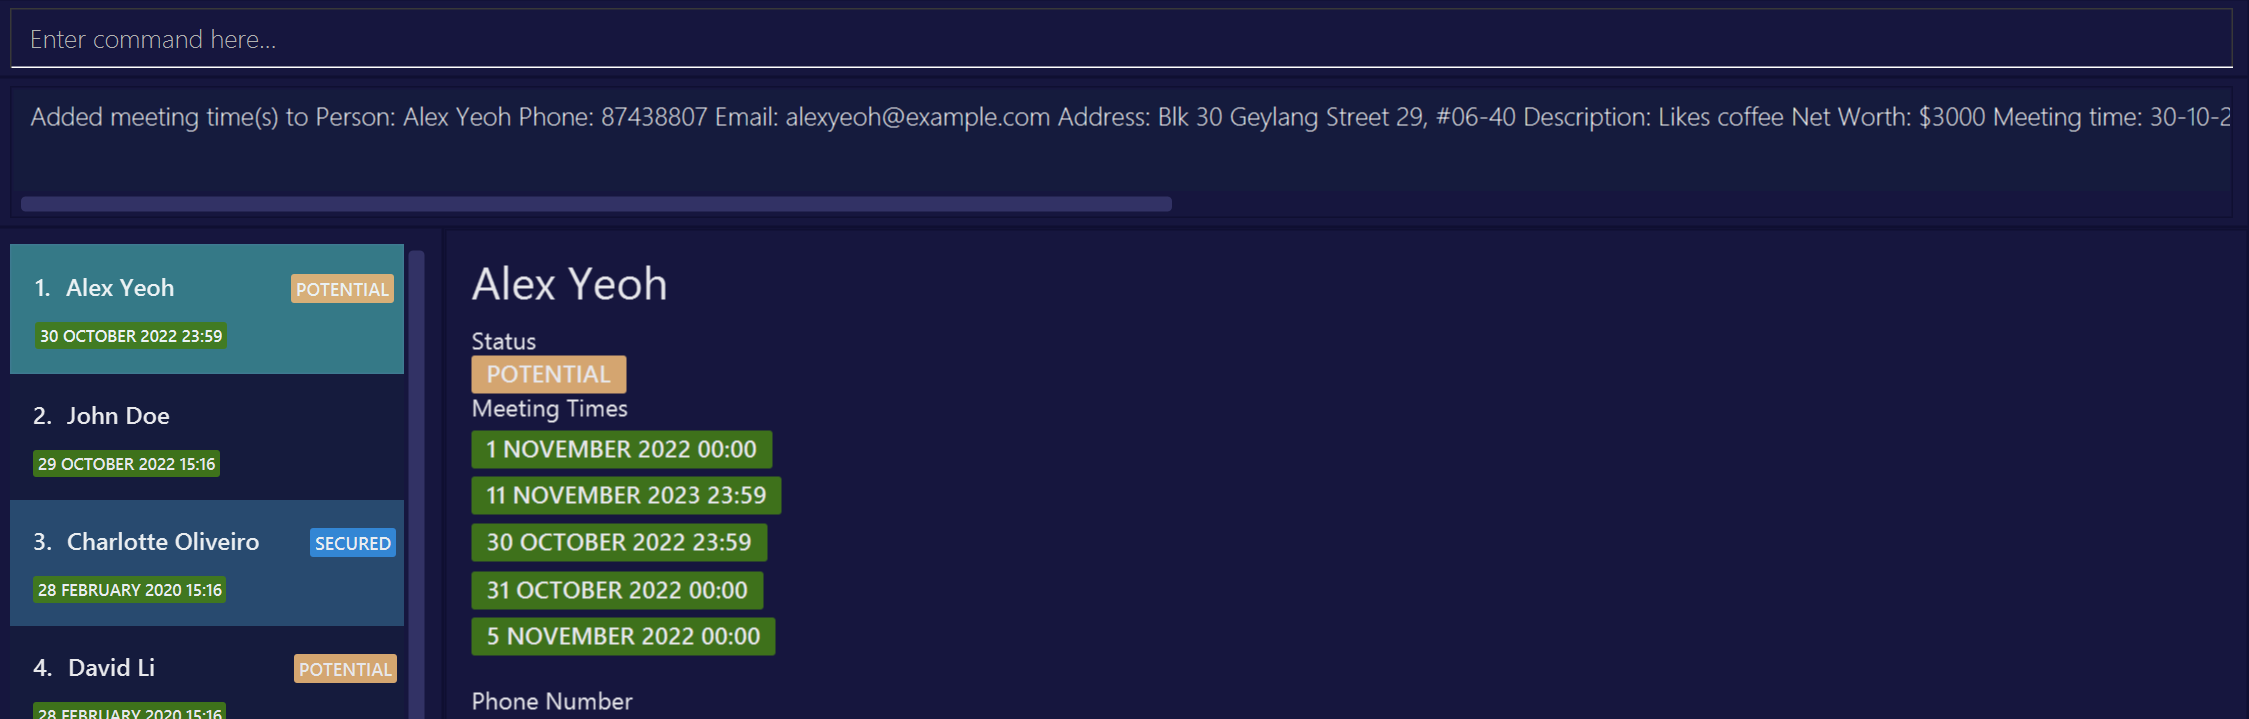 Enter command here...
Added meeting time(s) to Person: Alex Yeoh Phone: 87438807 Email: alexyeoh@example.com Address: Blk 30 Geylang Street 29, #06-40 Description: Likes coffee Net Worth: $3000 Meeting time: 30-10-2
1. Alex Yeoh POTENTIAL
30 OCTOBER 2022 23:59
2. John Doe
29 OCTOBER 2022 15:16
3. Charlotte Oliveiro SECURED
28 FEBRUARY 2020 15:16
4. David Li POTENTIAL
28 FEBRUARY 2020 15:16
Alex Yeoh
Status
POTENTIAL
Meeting Times
1 NOVEMBER 2022 00:00
11 NOVEMBER 2023 23:59
30 OCTOBER 2022 23:59
31 OCTOBER 2022 00:00
5 NOVEMBER 2022 00:00
Phone Number